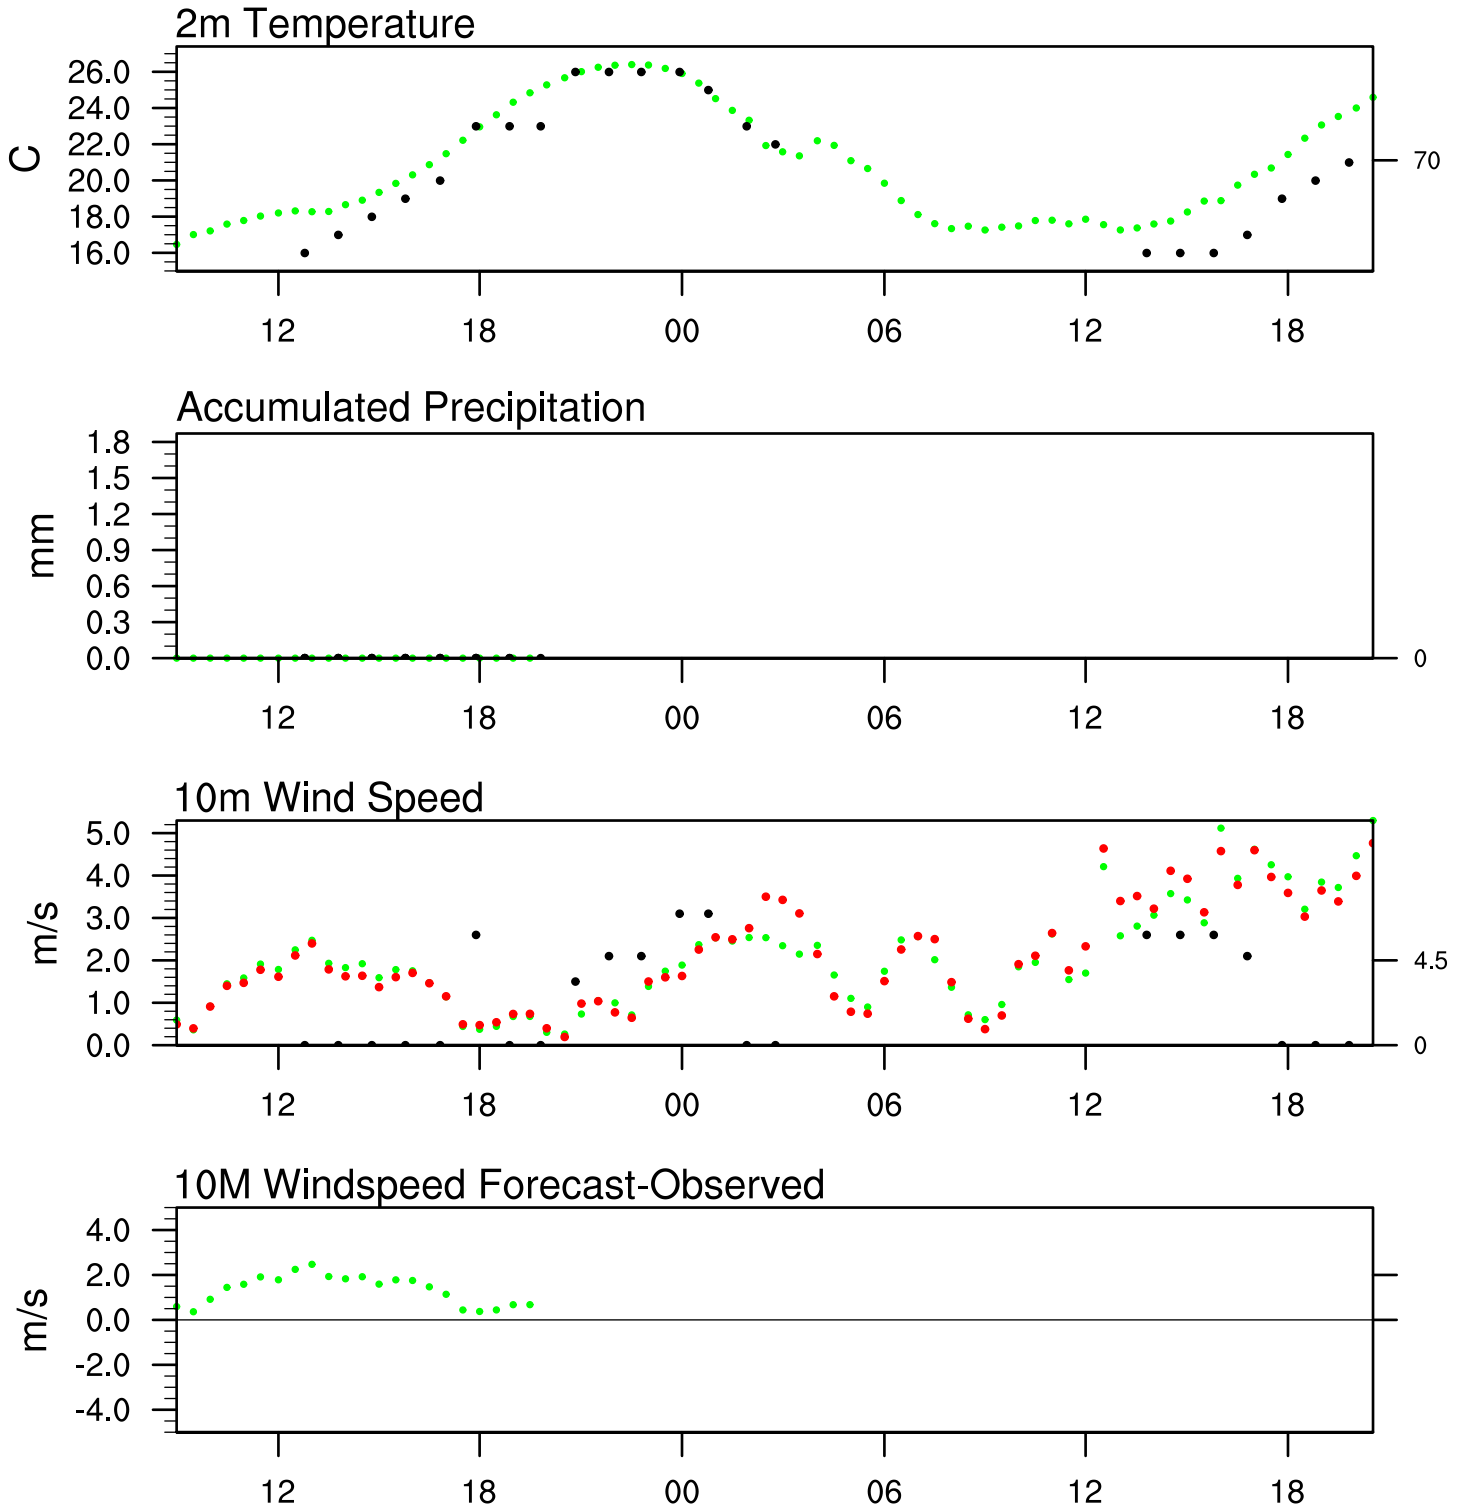 2m Temperature
26.0
24.0
22.0
20.0
18.0
16.0
C
70
12 18 00 06 12 18
Accumulated Precipitation
1.8
1.5
1.2
0.9
0.6
0.3
0.0
mm
0
12 18 00 06 12 18
10m Wind Speed
5.0
4.0
3.0
2.0
1.0
0.0
m/s
4.5
0
12 18 00 06 12 18
10M Windspeed Forecast-Observed
4.0
2.0
0.0
-2.0
-4.0
m/s
12 18 00 06 12 18